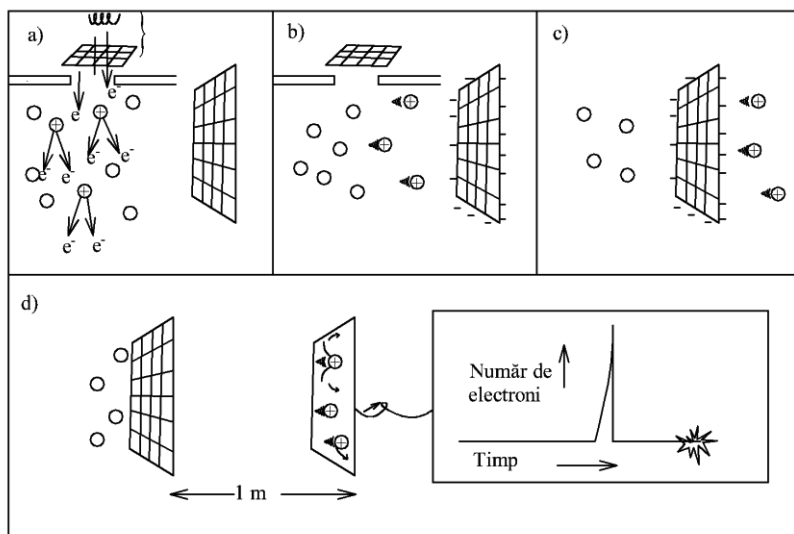 a)
e-
e-
e-
e-
e-
e-
e-
e-
b)
c)
d)
1 m
Număr de
electroni
Timp